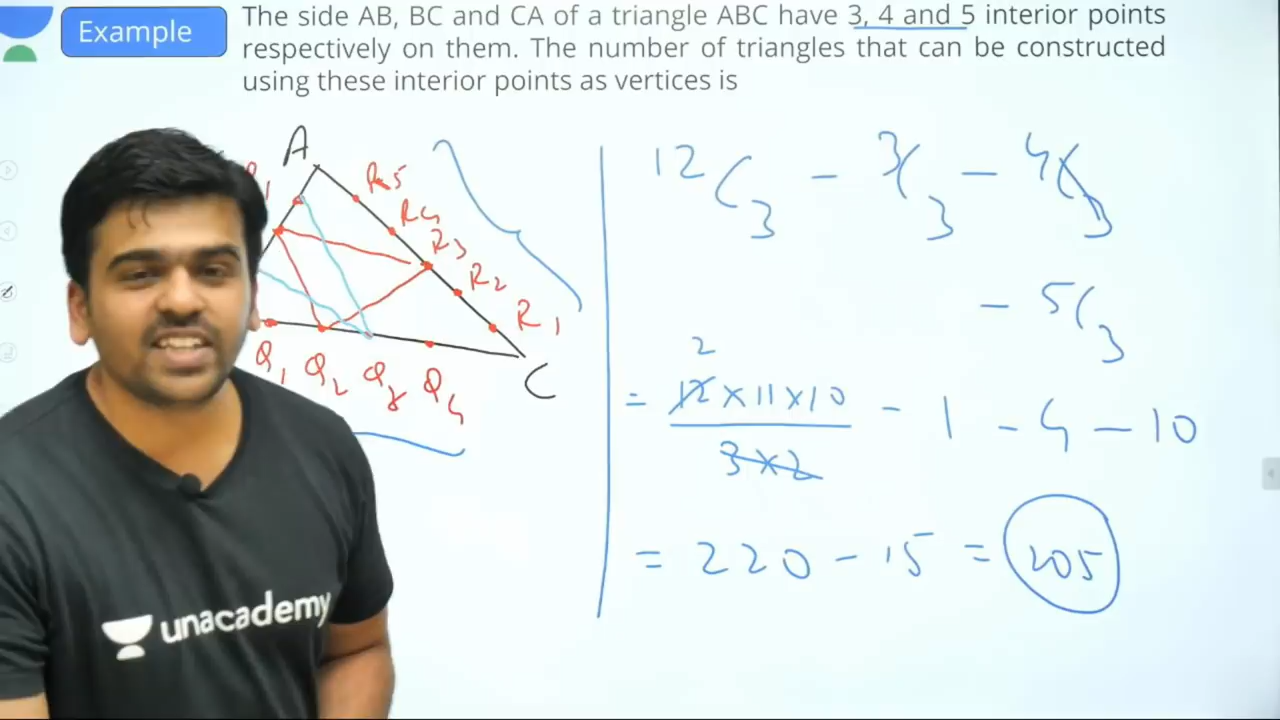 Example
The side AB, BC and CA of a triangle ABC have 3, 4 and 5 interior points
respectively on them. The number of triangles that can be constructed
using these interior points as vertices is
A
R5
R4
R3
R2
R1
C
Q1 Q2 Q3 Q4
12C3 - 3C3 - 4C3
- 5C3
2
= 12×11×10 - 1 - 4 - 10
3×2
= 220 - 15 = 205
unacademy